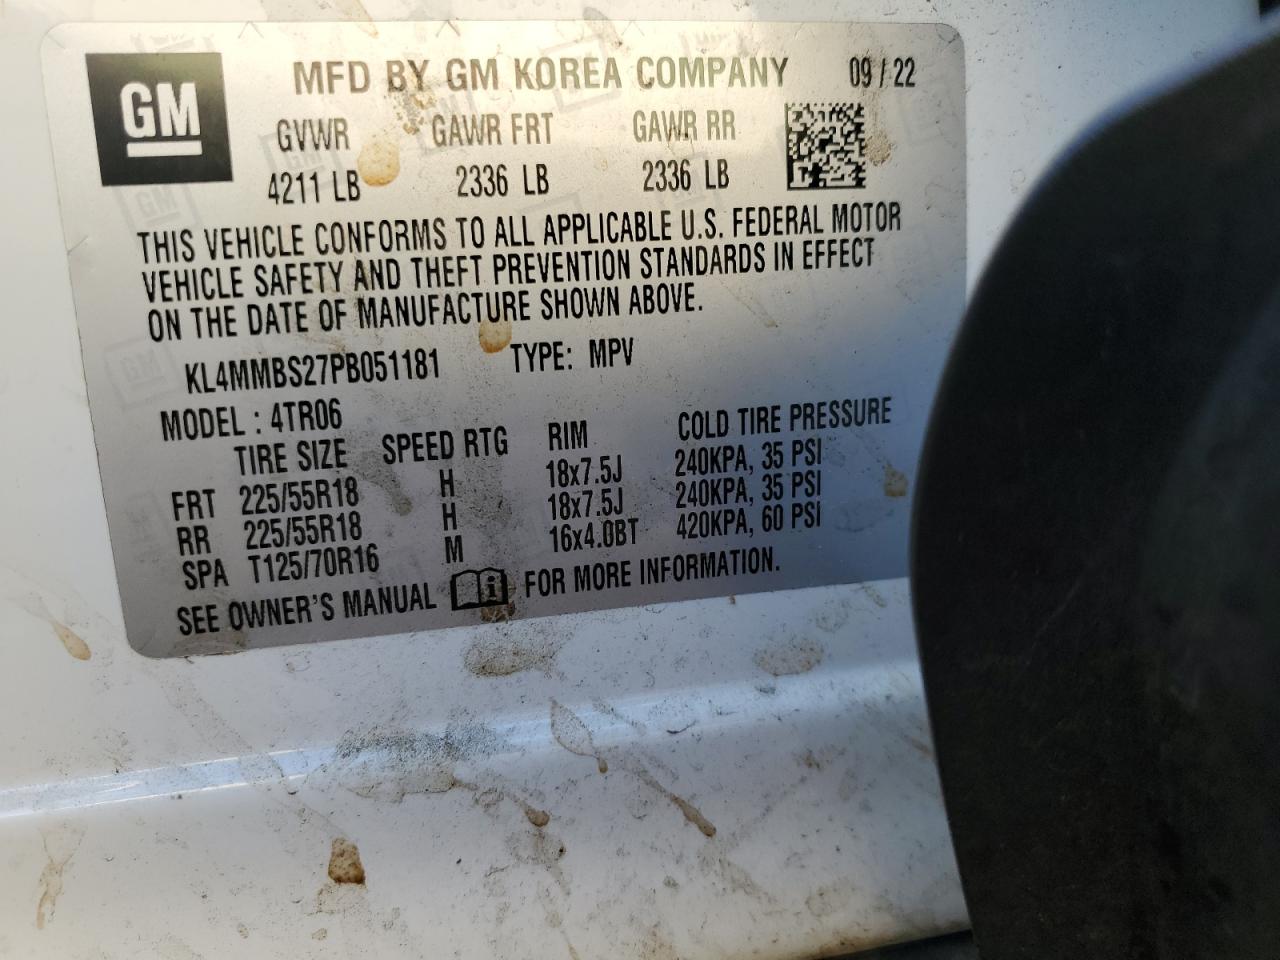 GM
MFD BY GM KOREA COMPANY 09/22
GVWR GAWR FRT GAWR RR
4211 LB 2336 LB 2336 LB
THIS VEHICLE CONFORMS TO ALL APPLICABLE U.S. FEDERAL MOTOR
VEHICLE SAFETY AND THEFT PREVENTION STANDARDS IN EFFECT
ON THE DATE OF MANUFACTURE SHOWN ABOVE.
KL4MMBS27PB051181 TYPE: MPV
MODEL : 4TR06
TIRE SIZE SPEED RTG RIM COLD TIRE PRESSURE
FRT 225/55R18 H 18x7.5J 240KPA, 35 PSI
RR 225/55R18 H 18x7.5J 240KPA, 35 PSI
SPA T125/70R16 M 16x4.0BT 420KPA, 60 PSI
SEE OWNER'S MANUAL FOR MORE INFORMATION.